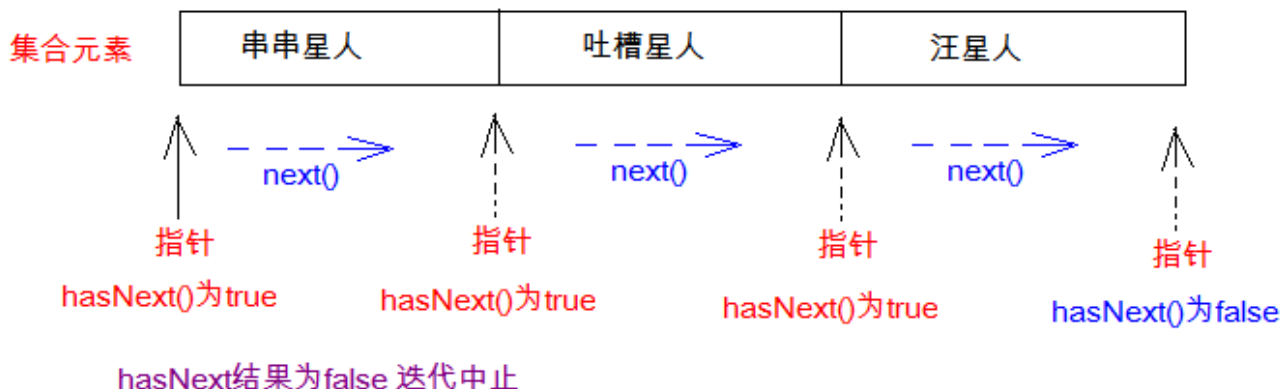 集合元素 串串星人 吐槽星人 汪星人
next() next() next()
指针 指针 指针 指针
hasNext()为true hasNext()为true hasNext()为true hasNext()为false
hasNext结果为false 迭代中止